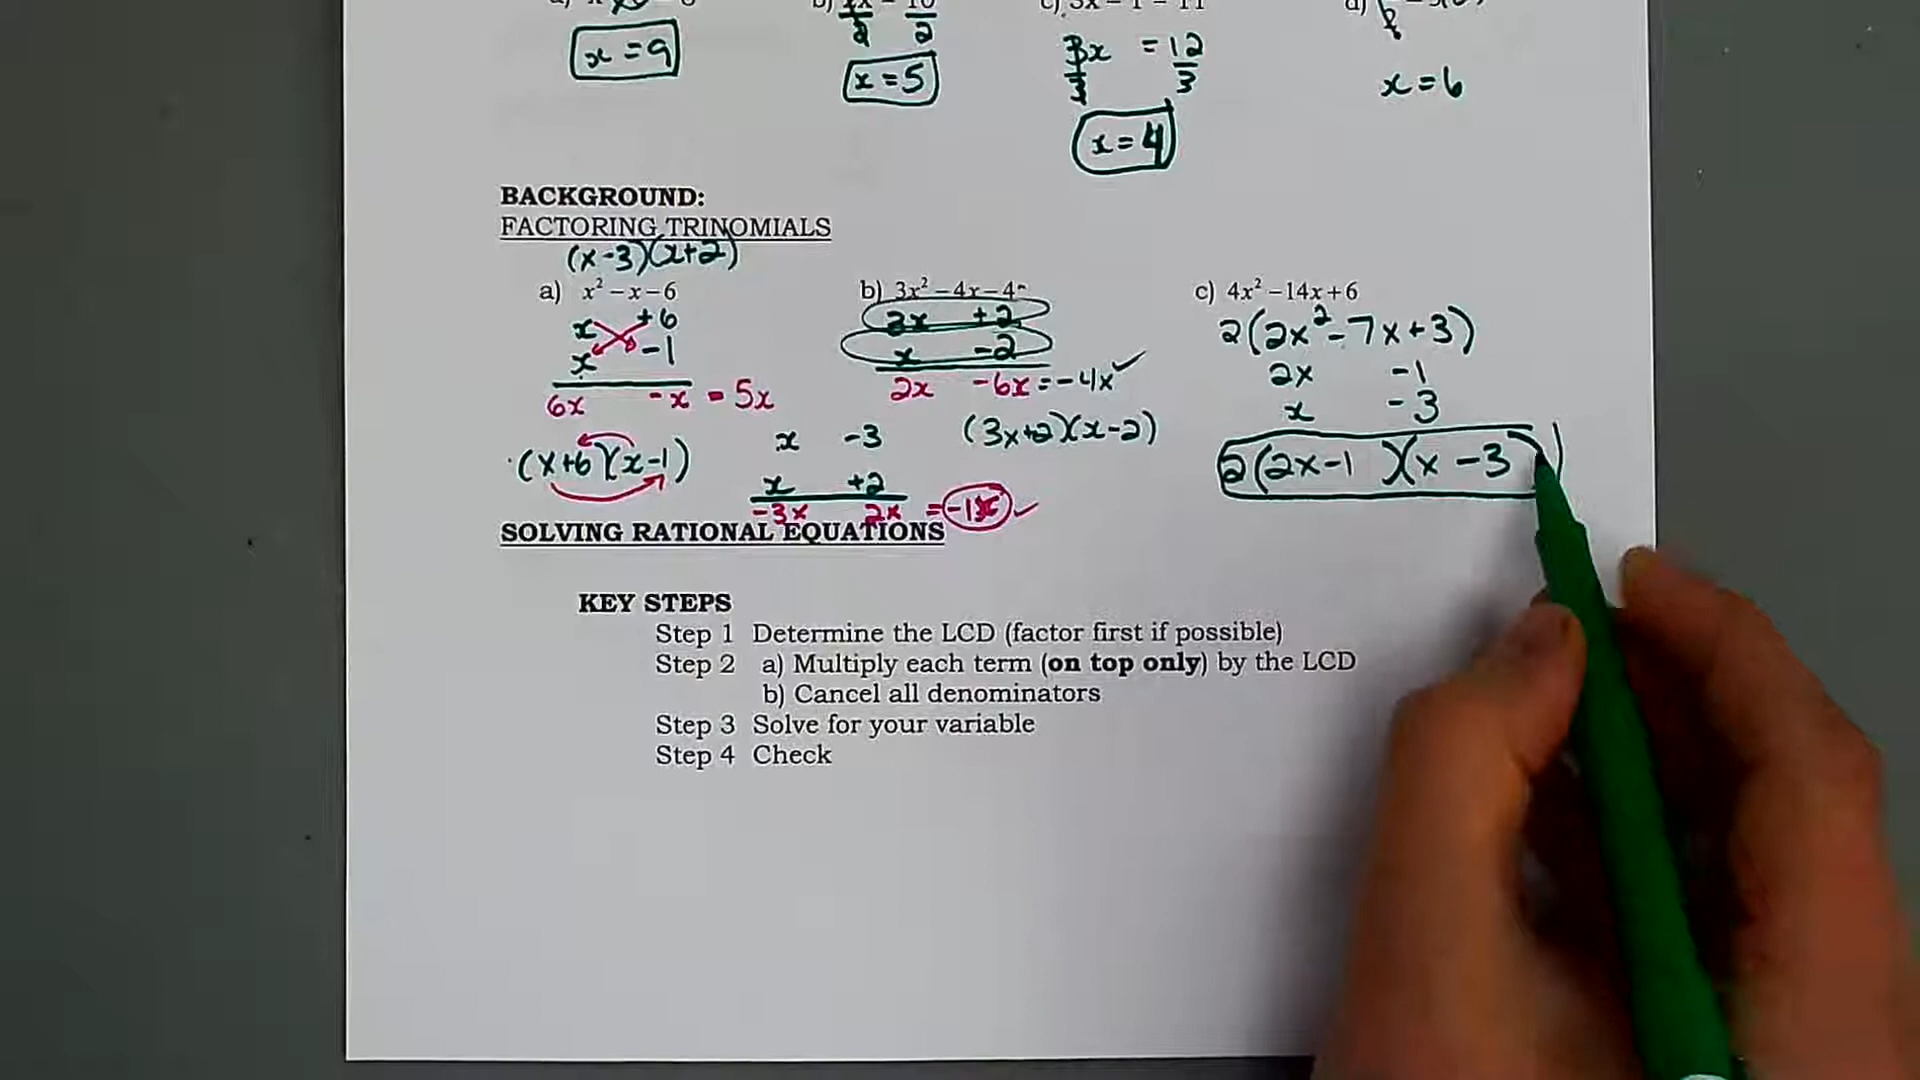 x = 9
2 2
x = 5
3x = 12
3 3
x = 4
x = 6
BACKGROUND:
FACTORING TRINOMIALS
(x-3)(x+2)
a) x² – x – 6
x +6
x -1
6x -x = 5x
(x+6)(x-1)
x -3
x +2
-3x 2x = -1x ✓
b) 3x² – 4x – 4
3x +2
x -2
2x -6x = -4x ✓
(3x+2)(x-2)
c) 4x² –14x + 6
2(2x² - 7x + 3)
2x -1
x -3
2(2x-1)(x-3)
SOLVING RATIONAL EQUATIONS
KEY STEPS
Step 1 Determine the LCD (factor first if possible)
Step 2 a) Multiply each term (on top only) by the LCD
b) Cancel all denominators
Step 3 Solve for your variable
Step 4 Check